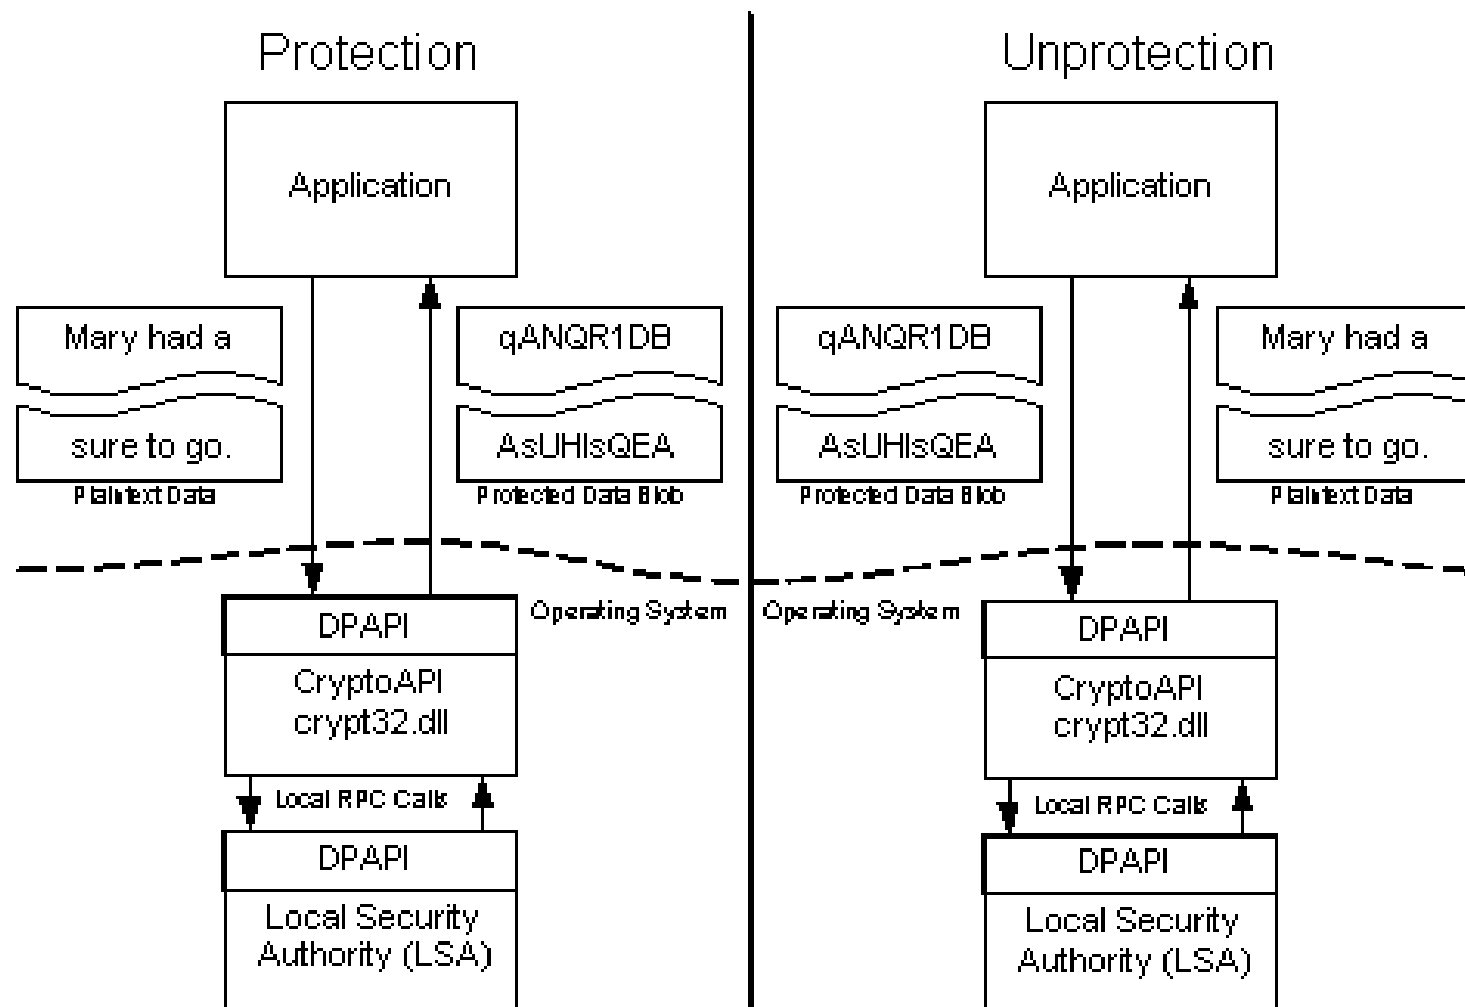 Protection
Application
Mary had a
sure to go.
Plaintext Data
qANQR1DB
AsUHIsQEA
Protected Data Blob
Operating System
DPAPI
CryptoAPI
crypt32.dll
Local RPC Calls
DPAPI
Local Security
Authority (LSA)
Unprotection
Application
qANQR1DB
AsUHIsQEA
Protected Data Blob
Mary had a
sure to go.
Plaintext Data
Operating System
DPAPI
CryptoAPI
crypt32.dll
Local RPC Calls
DPAPI
Local Security
Authority (LSA)